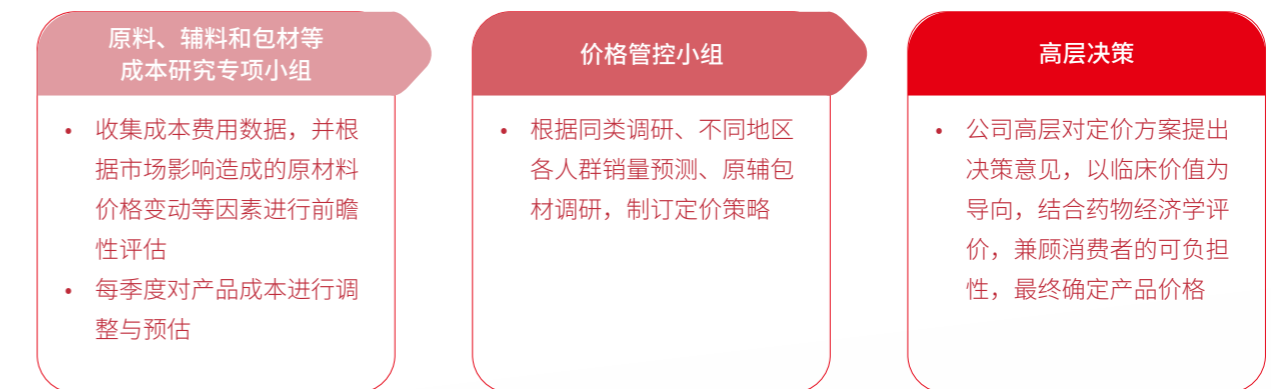 原料、辅料和包材等
成本研究专项小组
• 收集成本费用数据，并根
据市场影响造成的原材料
价格变动等因素进行前瞻
性评估
• 每季度对产品成本进行调
整与预估
价格管控小组
• 根据同类调研、不同地区
各人群销量预测、原辅包
材调研，制订定价策略
高层决策
• 公司高层对定价方案提出
决策意见，以临床价值为
导向，结合药物经济学评
价，兼顾消费者的可负担
性，最终确定产品价格